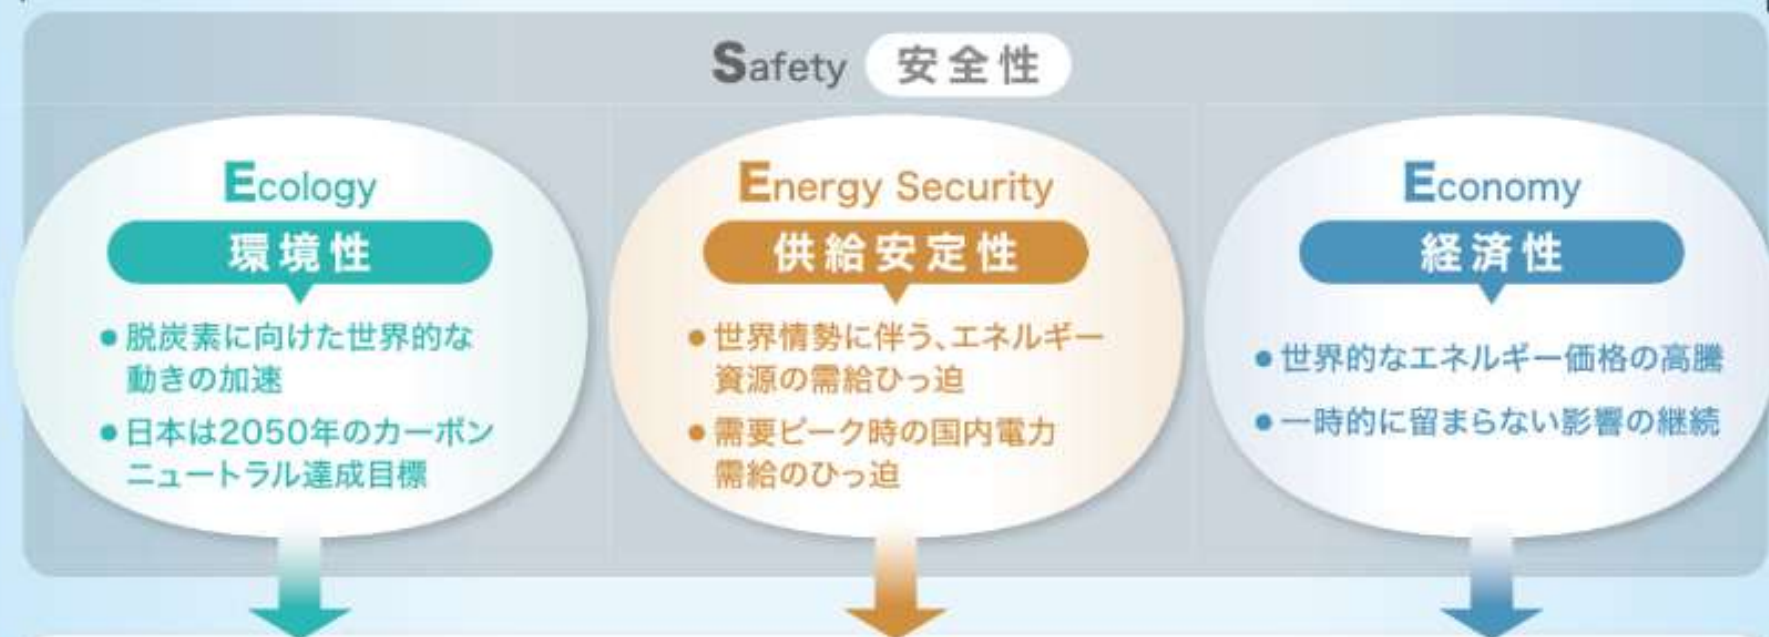 Safety 安全性
Ecology
環境性
●脱炭素に向けた世界的な
動きの加速
●日本は2050年のカーボン
ニュートラル達成目標
Energy Security
供給安定性
●世界情勢に伴う、エネルギー
資源の需給ひっ迫
●需要ピーク時の国内電力
需給のひっ迫
Economy
経済性
●世界的なエネルギー価格の高騰
●一時的に留まらない影響の継続